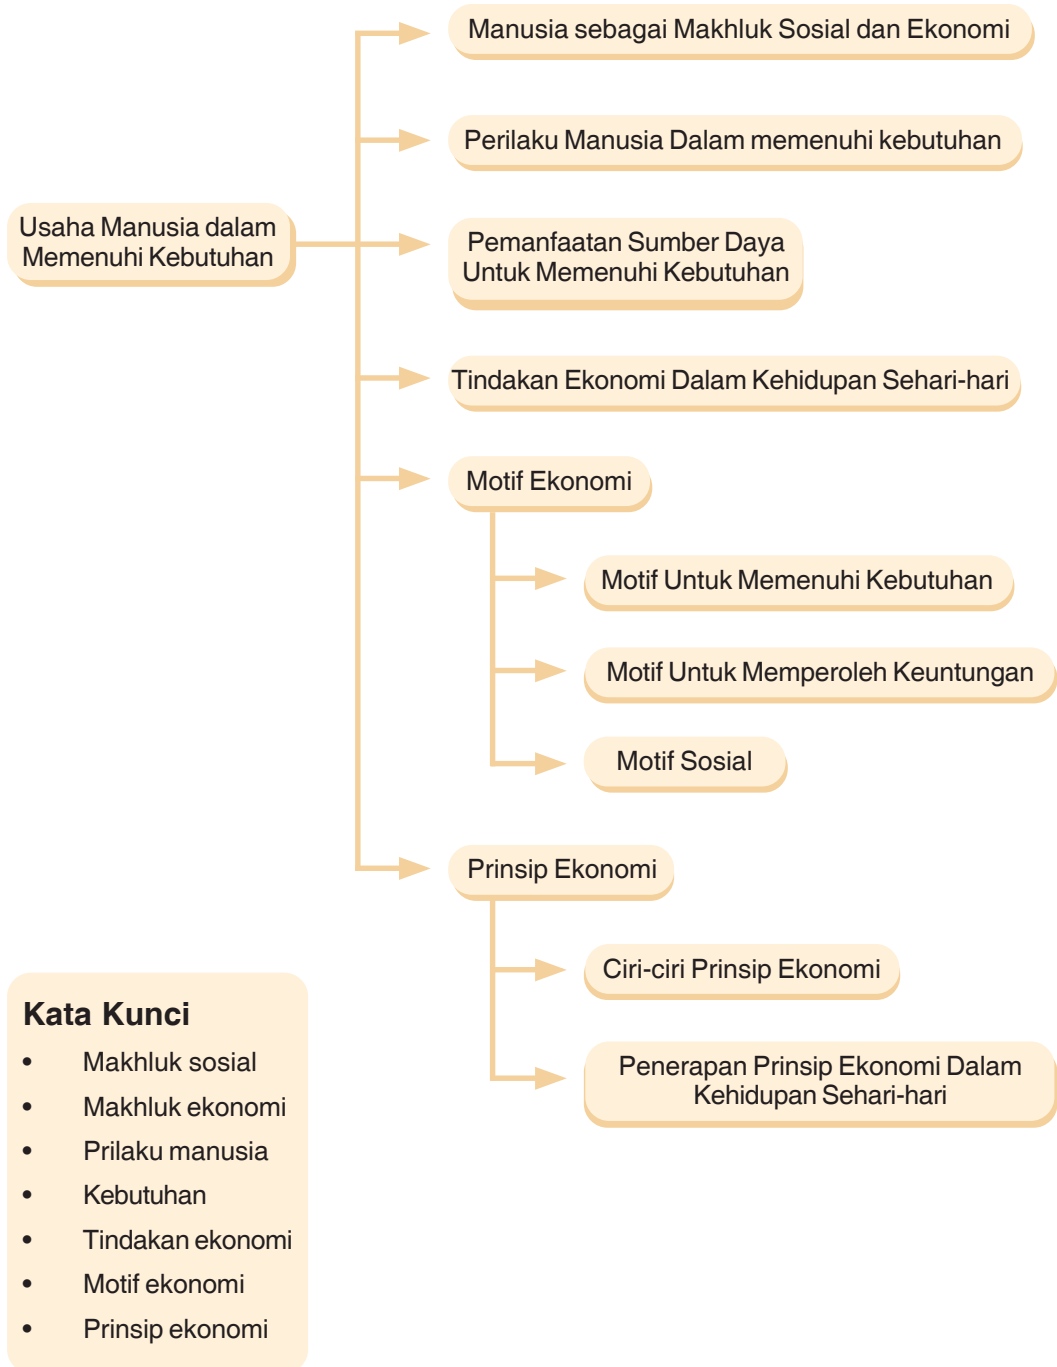 Manusia sebagai Makhluk Sosial dan Ekonomi
Perilaku Manusia Dalam memenuhi kebutuhan
Usaha Manusia dalam
Memenuhi Kebutuhan
Pemanfaatan Sumber Daya
Untuk Memenuhi Kebutuhan
Tindakan Ekonomi Dalam Kehidupan Sehari-hari
Motif Ekonomi
Motif Untuk Memenuhi Kebutuhan
Motif Untuk Memperoleh Keuntungan
Motif Sosial
Prinsip Ekonomi
Ciri-ciri Prinsip Ekonomi
Penerapan Prinsip Ekonomi Dalam
Kehidupan Sehari-hari
Kata Kunci
• Makhluk sosial
• Makhluk ekonomi
• Prilaku manusia
• Kebutuhan
• Tindakan ekonomi
• Motif ekonomi
• Prinsip ekonomi